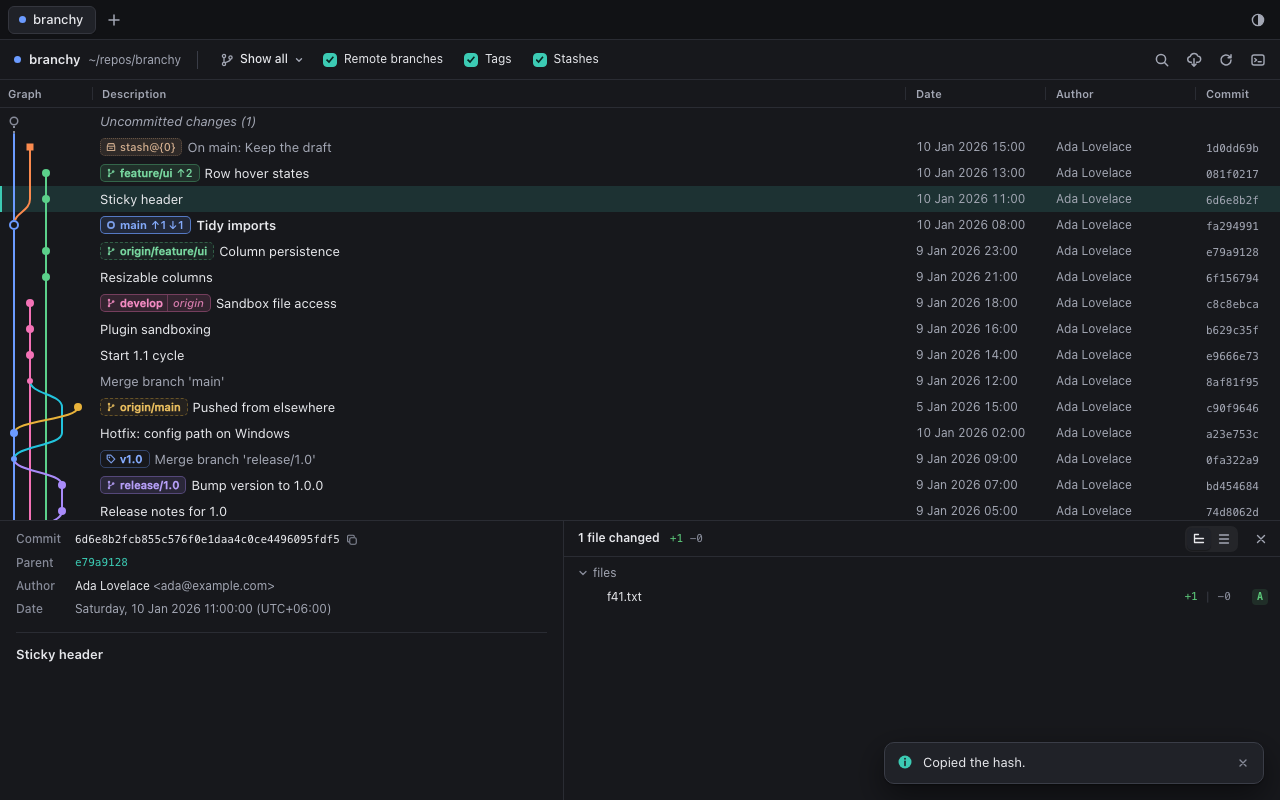 branchy
branchy ~/repos/branchy Show all Remote branches Tags Stashes
Graph Description Date Author Commit
Uncommitted changes (1)
stash@{0} On main: Keep the draft 10 Jan 2026 15:00 Ada Lovelace 1d0dd69b
feature/ui ↑2 Row hover states 10 Jan 2026 13:00 Ada Lovelace 081f0217
Sticky header 10 Jan 2026 11:00 Ada Lovelace 6d6e8b2f
main ↑1↓1 Tidy imports 10 Jan 2026 08:00 Ada Lovelace fa294991
origin/feature/ui Column persistence 9 Jan 2026 23:00 Ada Lovelace e79a9128
Resizable columns 9 Jan 2026 21:00 Ada Lovelace 6f156794
develop origin Sandbox file access 9 Jan 2026 18:00 Ada Lovelace c8c8ebca
Plugin sandboxing 9 Jan 2026 16:00 Ada Lovelace b629c35f
Start 1.1 cycle 9 Jan 2026 14:00 Ada Lovelace e9666e73
Merge branch 'main' 9 Jan 2026 12:00 Ada Lovelace 8af81f95
origin/main Pushed from elsewhere 5 Jan 2026 15:00 Ada Lovelace c90f9646
Hotfix: config path on Windows 10 Jan 2026 02:00 Ada Lovelace a23e753c
v1.0 Merge branch 'release/1.0' 9 Jan 2026 09:00 Ada Lovelace 0fa322a9
release/1.0 Bump version to 1.0.0 9 Jan 2026 07:00 Ada Lovelace bd454684
Release notes for 1.0 9 Jan 2026 05:00 Ada Lovelace 74d8062d
Commit 6d6e8b2fcb855c576f0e1daa4c0ce4496095fdf5
Parent e79a9128
Author Ada Lovelace <ada@example.com>
Date Saturday, 10 Jan 2026 11:00:00 (UTC+06:00)
Sticky header
1 file changed +1 −0
files
f41.txt +1 | −0 A
Copied the hash.